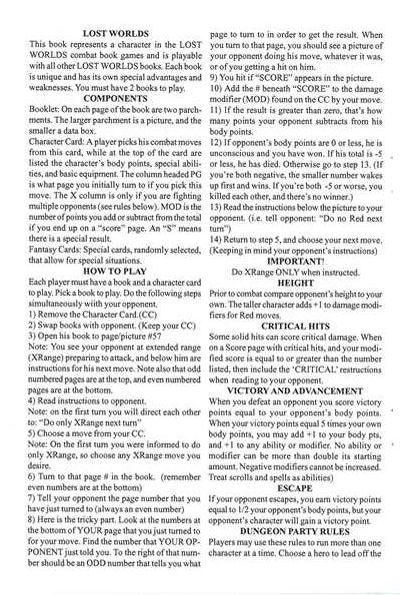 LOST WORLDS
This book represents a character in the LOST
WORLDS combat book games and is playable
with all other LOST WORLDS books. Each book
is unique and has its own special advantages and
weaknesses. You must have 2 books to play.
COMPONENTS
Booklet: On each page of the book are two parch-
ments. The larger parchment is a picture, and the
smaller a data box.
Character Card: A player picks his combat moves
from this card, while at the top of the card are
listed the character's body points, special abili-
ties, and basic equipment. The column headed PG
is what page you initially turn to if you pick this
move. The X column is only if you are fighting
multiple opponents (see rules below). MOD is the
number of points you add or subtract from the total
if you end up on a "score" page. An "S" means
there is a special result.
Fantasy Cards: Special cards, randomly selected,
that allow for special situations.
HOW TO PLAY
Each player must have a book and a character card
to play. Pick a book to play. Do the following steps
simultaneously with your opponent.
1) Remove the Character Card.(CC)
2) Swap books with opponent. (Keep your CC)
3) Open his book to page/picture #57
Note: You see your opponent at extended range
(XRange) preparing to attack, and below him are
instructions for his next move. Note also that odd
numbered pages are at the top, and even numbered
pages are at the bottom.
4) Read instructions to opponent.
Note: on the first turn you will direct each other
to: "Do only XRange next turn"
5) Choose a move from your CC.
Note: On the first turn you were informed to do
only XRange, so choose any XRange move you
desire.
6) Turn to that page # in the book. (remember
even numbers are at the bottom)
7) Tell your opponent the page number that you
have just turned to (always an even number)
8) Here is the tricky part. Look at the numbers at
the bottom of YOUR page that you just turned to
for your move. Find the number that YOUR OP-
PONENT just told you. To the right of that num-
ber should be an ODD number that tells you what
page to turn to in order to get the result. When
you turn to that page, you should see a picture of
your opponent doing his move, whatever it was,
or of you getting a hit on him.
9) You hit if "SCORE" appears in the picture.
10) Add the # beneath "SCORE" to the damage
modifier (MOD) found on the CC by your move.
11) If the result is greater than zero, that's how
many points your opponent subtracts from his
body points.
12) If opponent's body points are 0 or less, he is
unconscious and you have won. If his total is -5
or less, he has died. Otherwise go to step 13. (If
you're both negative, the smaller number wakes
up first and wins. If you're both -5 or worse, you
killed each other, and there's no winner.)
13) Read the instructions below the picture to your
opponent. (i.e. tell opponent: "Do no Red next
turn")
14) Return to step 5, and choose your next move.
(Keeping in mind your opponent's instructions)
IMPORTANT!
Do XRange ONLY when instructed.
HEIGHT
Prior to combat compare opponent's height to your
own. The taller character adds +1 to damage modi-
fiers for Red moves.
CRITICAL HITS
Some solid hits can score critical damage. When
on a Score page with critical hits, and your modi-
fied score is equal to or greater than the number
listed, then include the 'CRITICAL' restructions
when reading to your opponent.
VICTORY AND ADVANCEMENT
When you defeat an opponent you score victory
points equal to your opponent's body points.
When your victory points equal 5 times your own
body points, you may add +1 to your body pts,
and +1 to any ability or modifier. No ability or
modifier can be more than double its starting
amount. Negative modifiers cannot be increased.
Treat scrolls and spells as abilities)
ESCAPE
If your opponent escapes, you earn victory points
equal to 1/2 your opponent's body points, but your
opponent's character will gain a victory point.
DUNGEON PARTY RULES
Players may use these rules to run more than one
character at a time. Choose a hero to lead off the